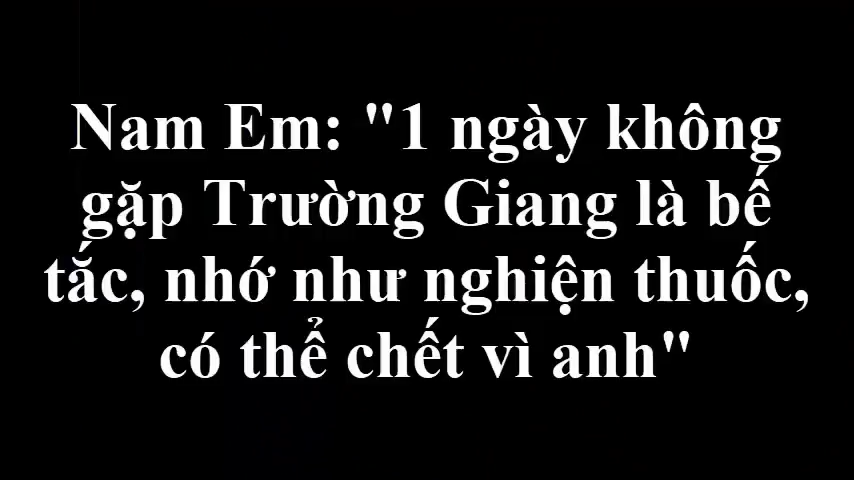 Nam Em: "1 ngày không
gặp Trường Giang là bế
tắc, nhớ như nghiện thuốc,
có thể chết vì anh"